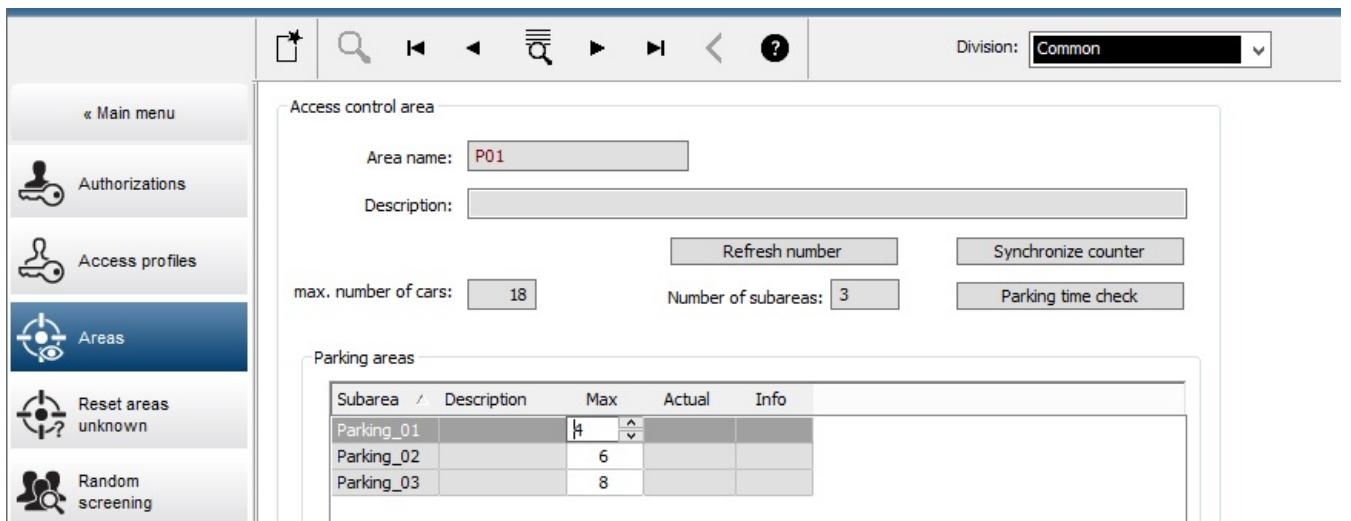 Division: Common
« Main menu
Authorizations
Access profiles
Areas
Reset areas
unknown
Random
screening
Access control area
Area name: P01
Description:
Refresh number Synchronize counter
max. number of cars: 18 Number of subareas: 3 Parking time check
Parking areas
Subarea Description Max Actual Info
Parking_01 4
Parking_02 6
Parking_03 8